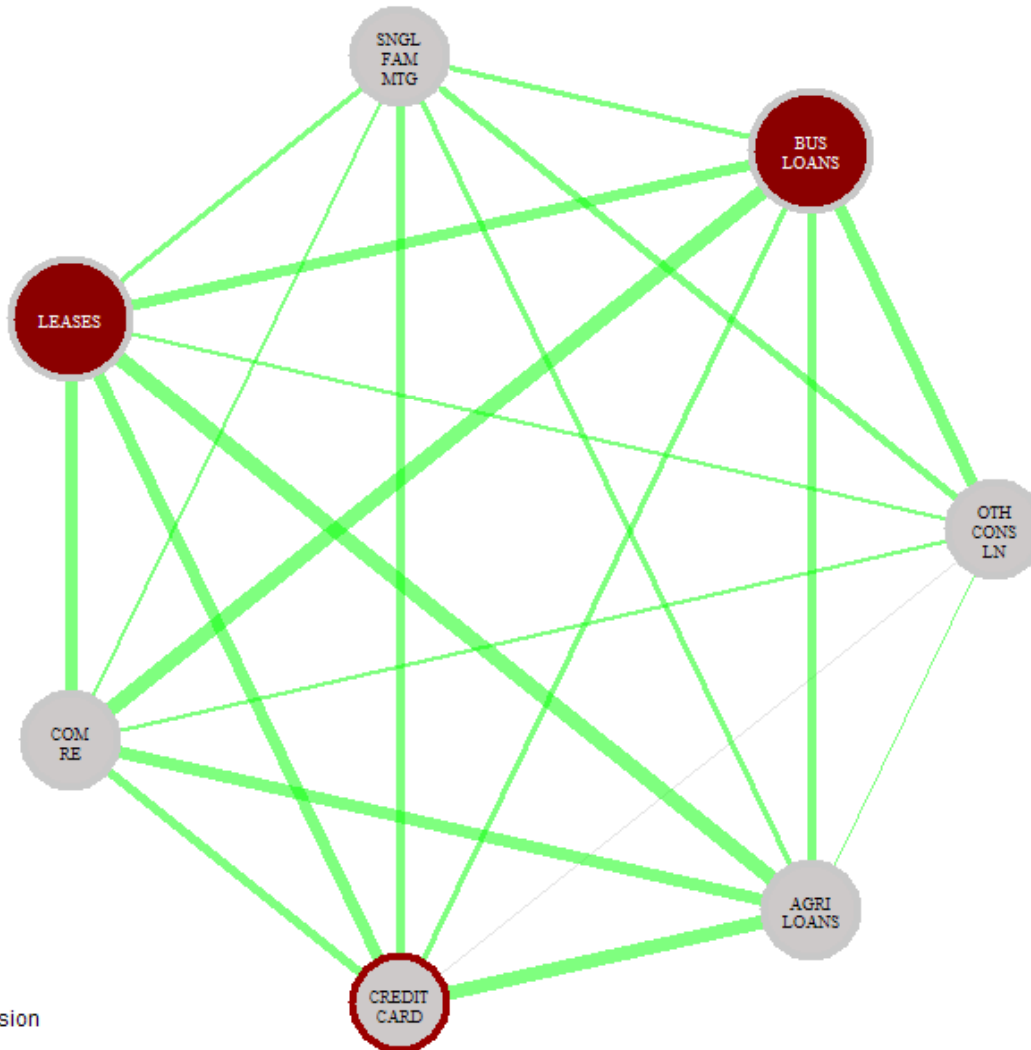 SNGL
FAM
MTG
BUS
LOANS
LEASES
OTH
CONS
LN
COM
RE
AGRI
LOANS
CREDIT
CARD
sion